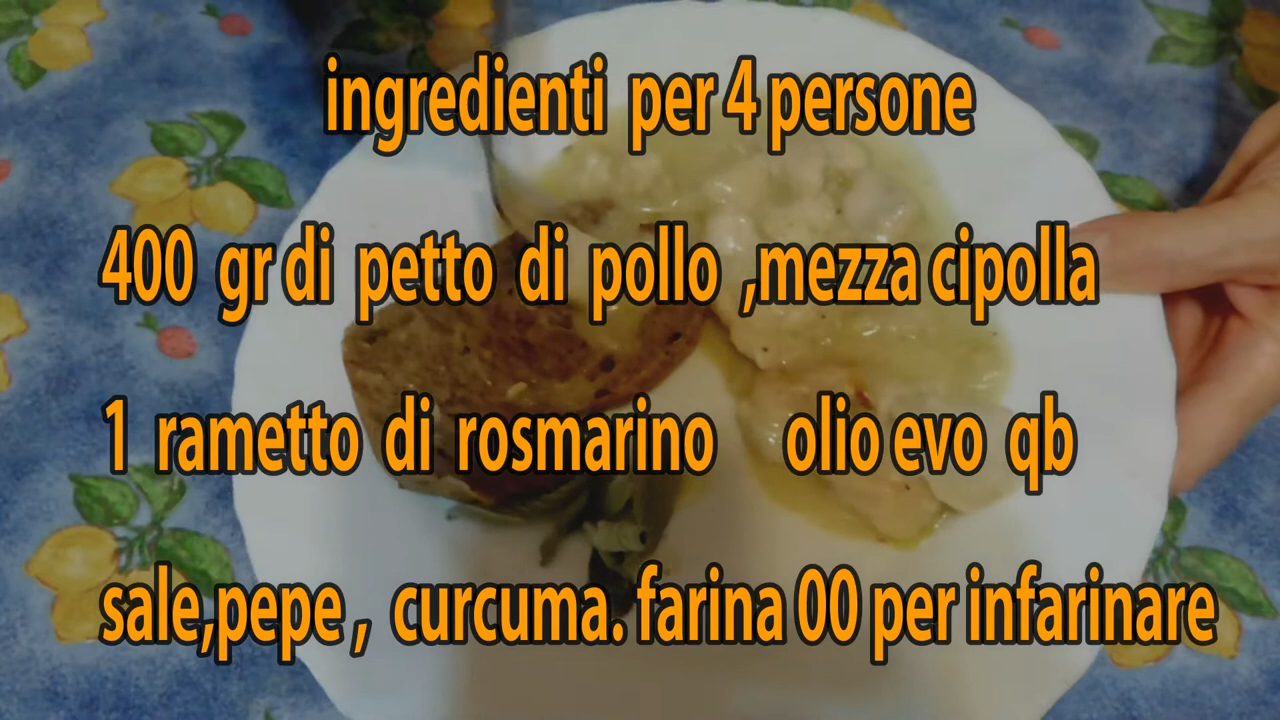 ingredienti per 4 persone
400 gr di petto di pollo ,mezza cipolla
1 rametto di rosmarino olio evo qb
sale,pepe , curcuma. farina 00 per infarinare